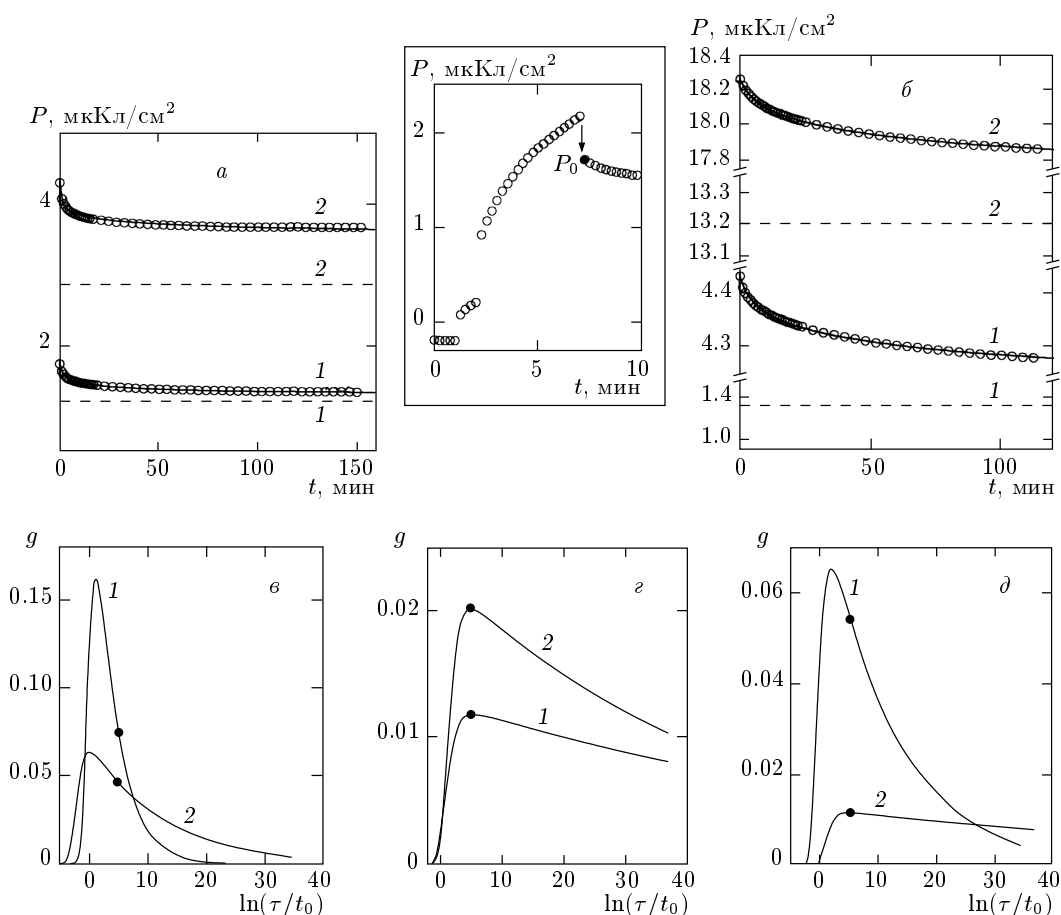 P, мкКл/см²
а
4
2
2
2
1
1
0 50 100 150
t, мин
P, мкКл/см²
2
1
0
P₀
0 5 10
t, мин
P, мкКл/см²
б
18.4
18.2
18.0
17.8
13.3
13.2
13.1
4.4
4.3
1.4
1.0
2
2
1
1
0 50 100
t, мин
g
в
0.15
0.10
0.05
0
1
2
0 10 20 30 40
ln(τ/t₀)
g
г
0.02
0.01
0
2
1
0 10 20 30 40
ln(τ/t₀)
g
д
0.06
0.04
0.02
0
1
2
0 10 20 30 40
ln(τ/t₀)